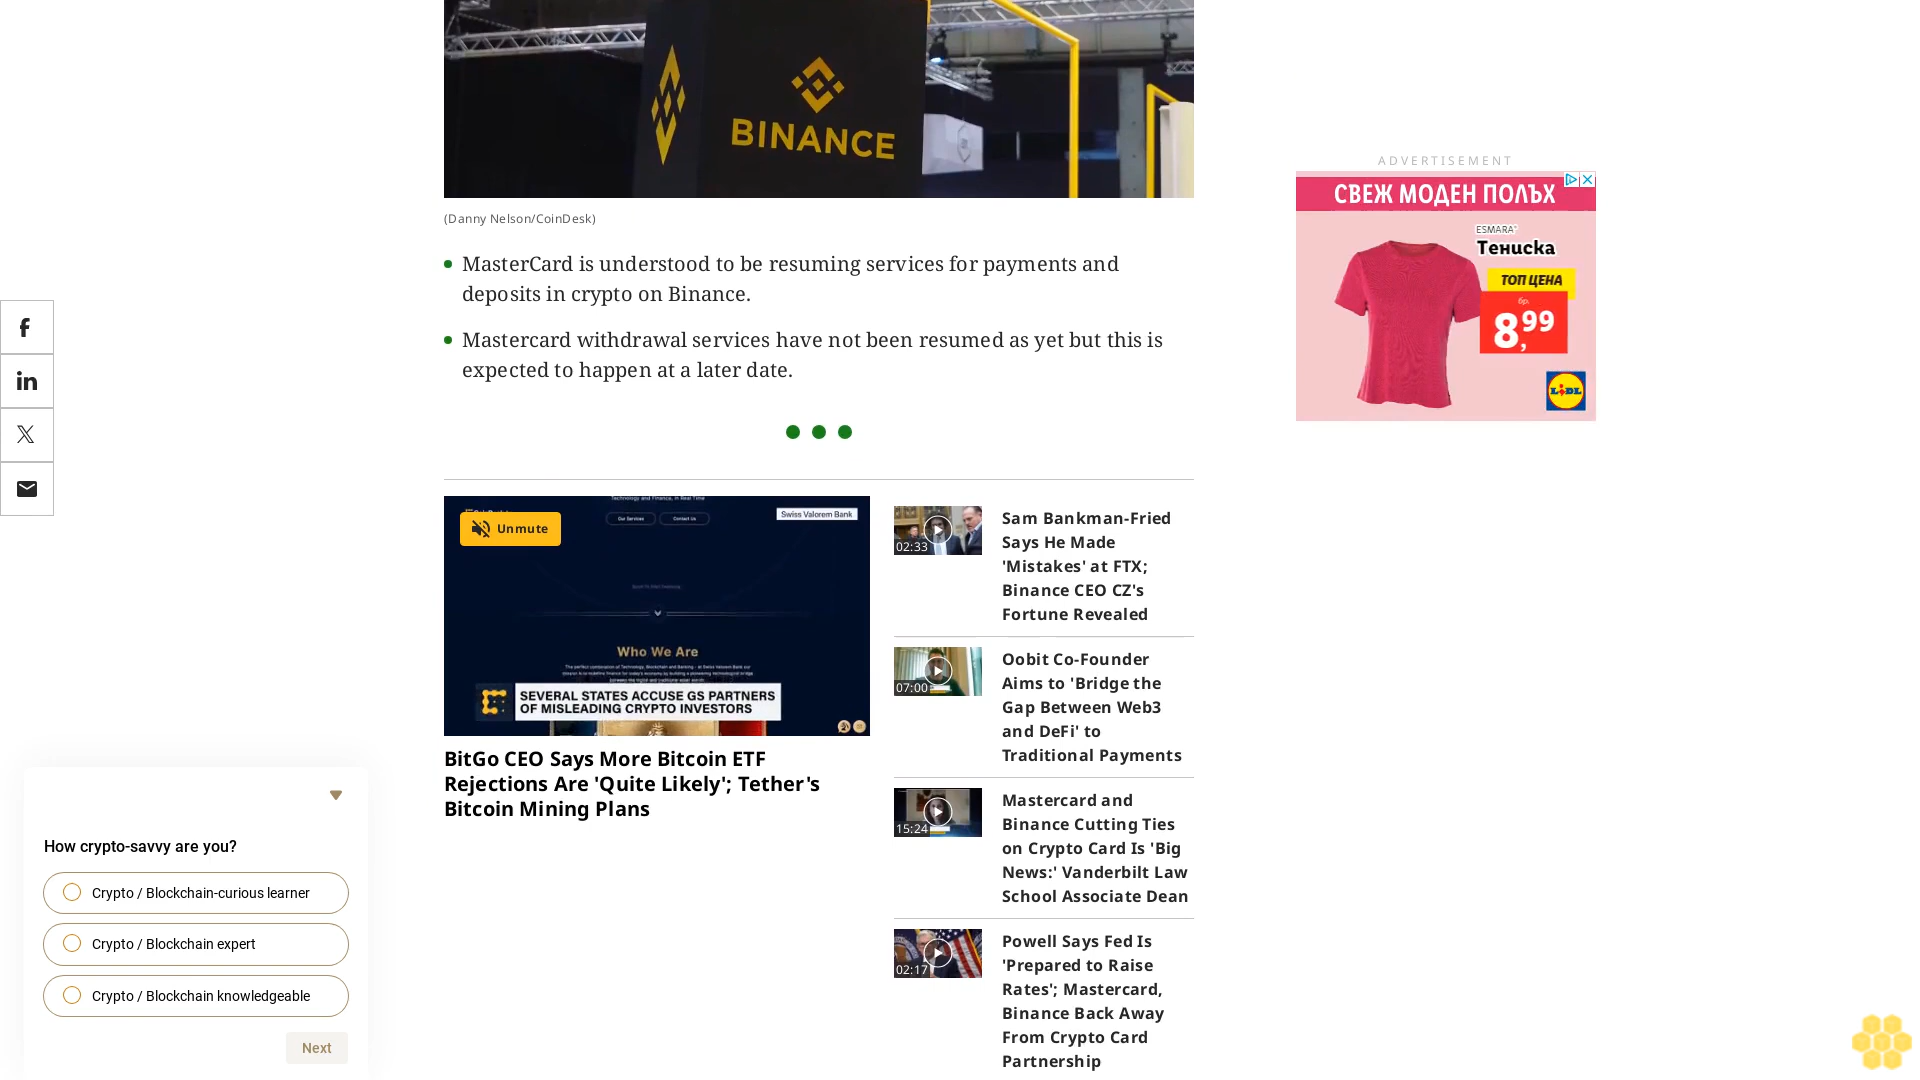 BINANCE
(Danny Nelson/CoinDesk)
MasterCard is understood to be resuming services for payments and
deposits in crypto on Binance.
Mastercard withdrawal services have not been resumed as yet but this is
expected to happen at a later date.
ADVERTISEMENT
СВЕЖ МОДЕН ПОЛЪХ
ESMARA
Тениска
ТОП ЦЕНА
бр.
8,99
LIDL
Technology and Finance, in Real Time
Unmute
Our Services
Contact Us
Swiss Valorem Bank
Who We Are
SEVERAL STATES ACCUSE GS PARTNERS
OF MISLEADING CRYPTO INVESTORS
BitGo CEO Says More Bitcoin ETF
Rejections Are 'Quite Likely'; Tether's
Bitcoin Mining Plans
02:33
Sam Bankman-Fried
Says He Made
'Mistakes' at FTX;
Binance CEO CZ's
Fortune Revealed
07:00
Oobit Co-Founder
Aims to 'Bridge the
Gap Between Web3
and DeFi' to
Traditional Payments
15:24
Mastercard and
Binance Cutting Ties
on Crypto Card Is 'Big
News:' Vanderbilt Law
School Associate Dean
02:17
Powell Says Fed Is
'Prepared to Raise
Rates'; Mastercard,
Binance Back Away
From Crypto Card
Partnership
How crypto-savvy are you?
Crypto / Blockchain-curious learner
Crypto / Blockchain expert
Crypto / Blockchain knowledgeable
Next